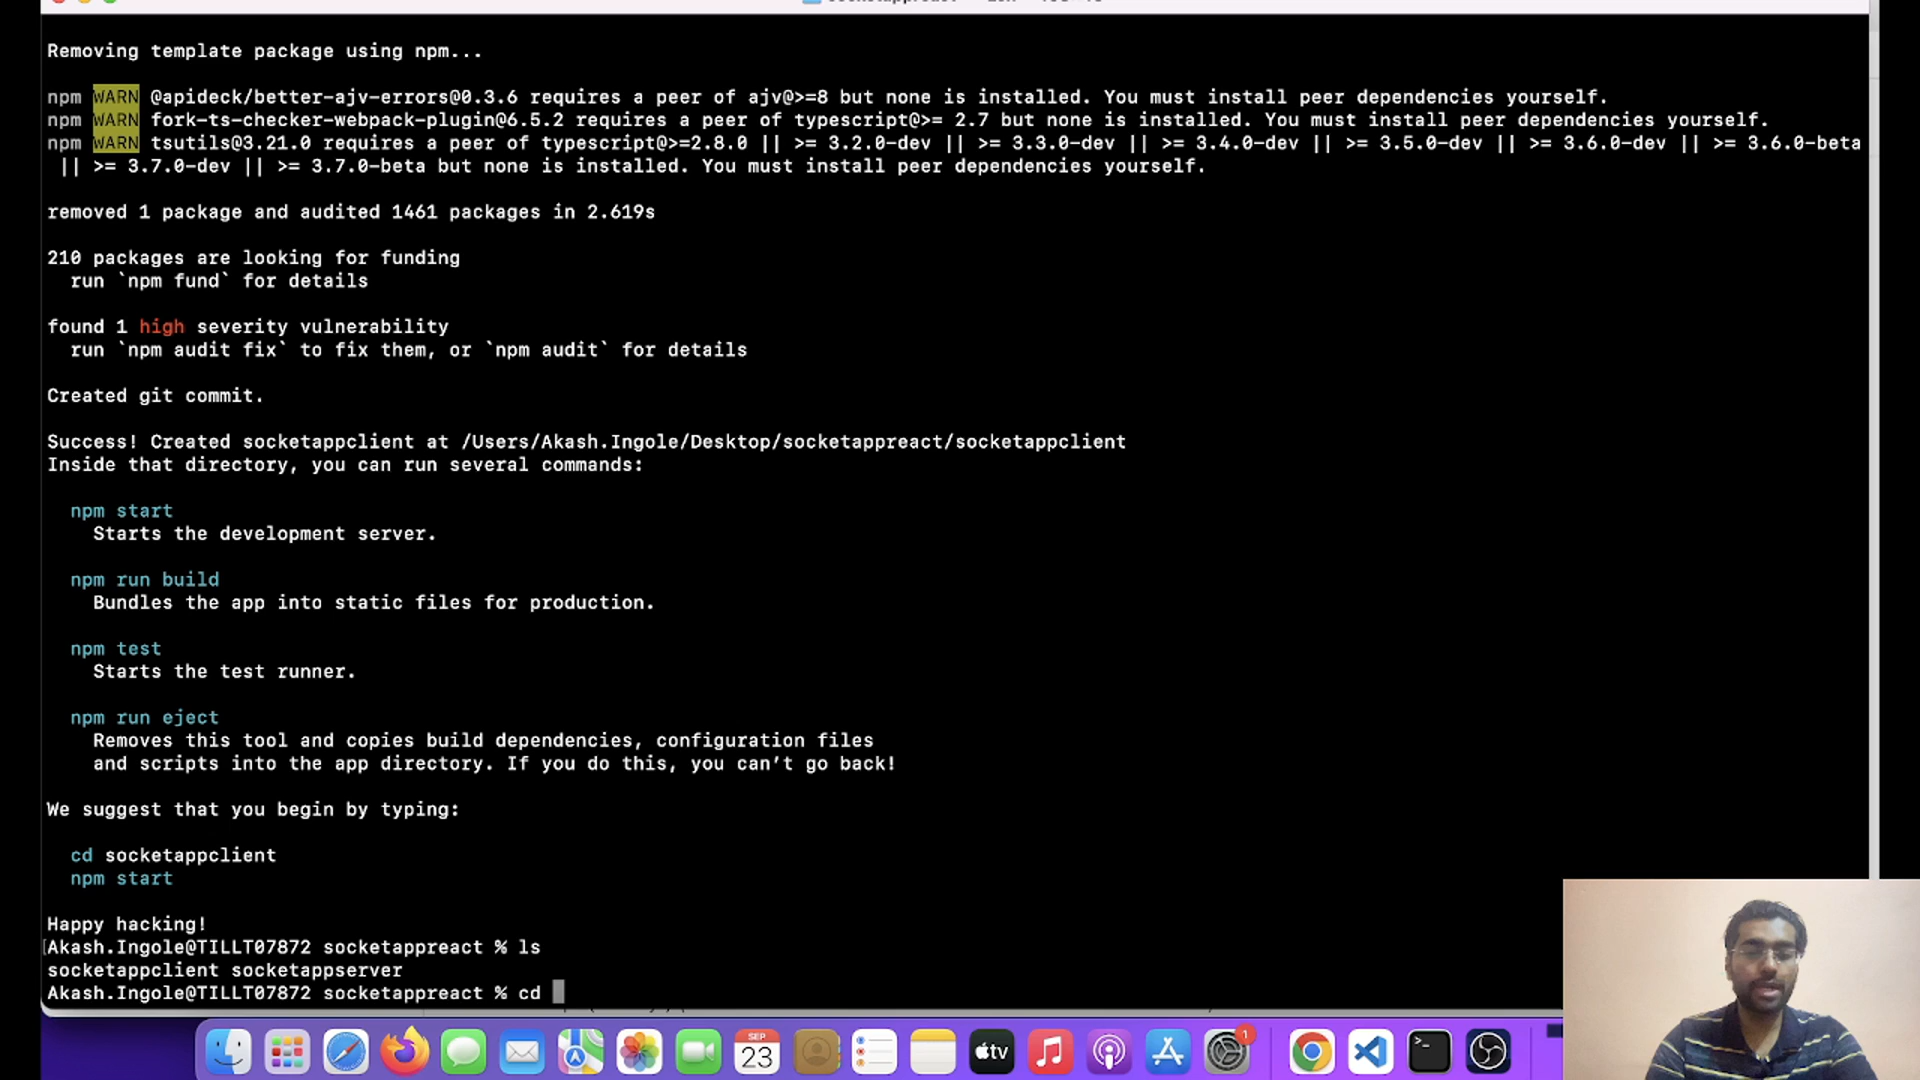 Removing template package using npm...
npm WARN @apideck/better-ajv-errors@0.3.6 requires a peer of ajv@>=8 but none is installed. You must install peer dependencies yourself.
npm WARN fork-ts-checker-webpack-plugin@6.5.2 requires a peer of typescript@>= 2.7 but none is installed. You must install peer dependencies yourself.
npm WARN tsutils@3.21.0 requires a peer of typescript@>=2.8.0 || >= 3.2.0-dev || >= 3.3.0-dev || >= 3.4.0-dev || >= 3.5.0-dev || >= 3.6.0-dev || >= 3.6.0-beta
|| >= 3.7.0-dev || >= 3.7.0-beta but none is installed. You must install peer dependencies yourself.
removed 1 package and audited 1461 packages in 2.619s
210 packages are looking for funding
run `npm fund` for details
found 1 high severity vulnerability
run `npm audit fix` to fix them, or `npm audit` for details
Created git commit.
Success! Created socketappclient at /Users/Akash.Ingole/Desktop/socketappreact/socketappclient
Inside that directory, you can run several commands:
npm start
Starts the development server.
npm run build
Bundles the app into static files for production.
npm test
Starts the test runner.
npm run eject
Removes this tool and copies build dependencies, configuration files
and scripts into the app directory. If you do this, you can’t go back!
We suggest that you begin by typing:
cd socketappclient
npm start
Happy hacking!
Akash.Ingole@TILLT07872 socketappreact % ls
socketappclient socketappserver
Akash.Ingole@TILLT07872 socketappreact % cd
SEP
23
tv
1
>_